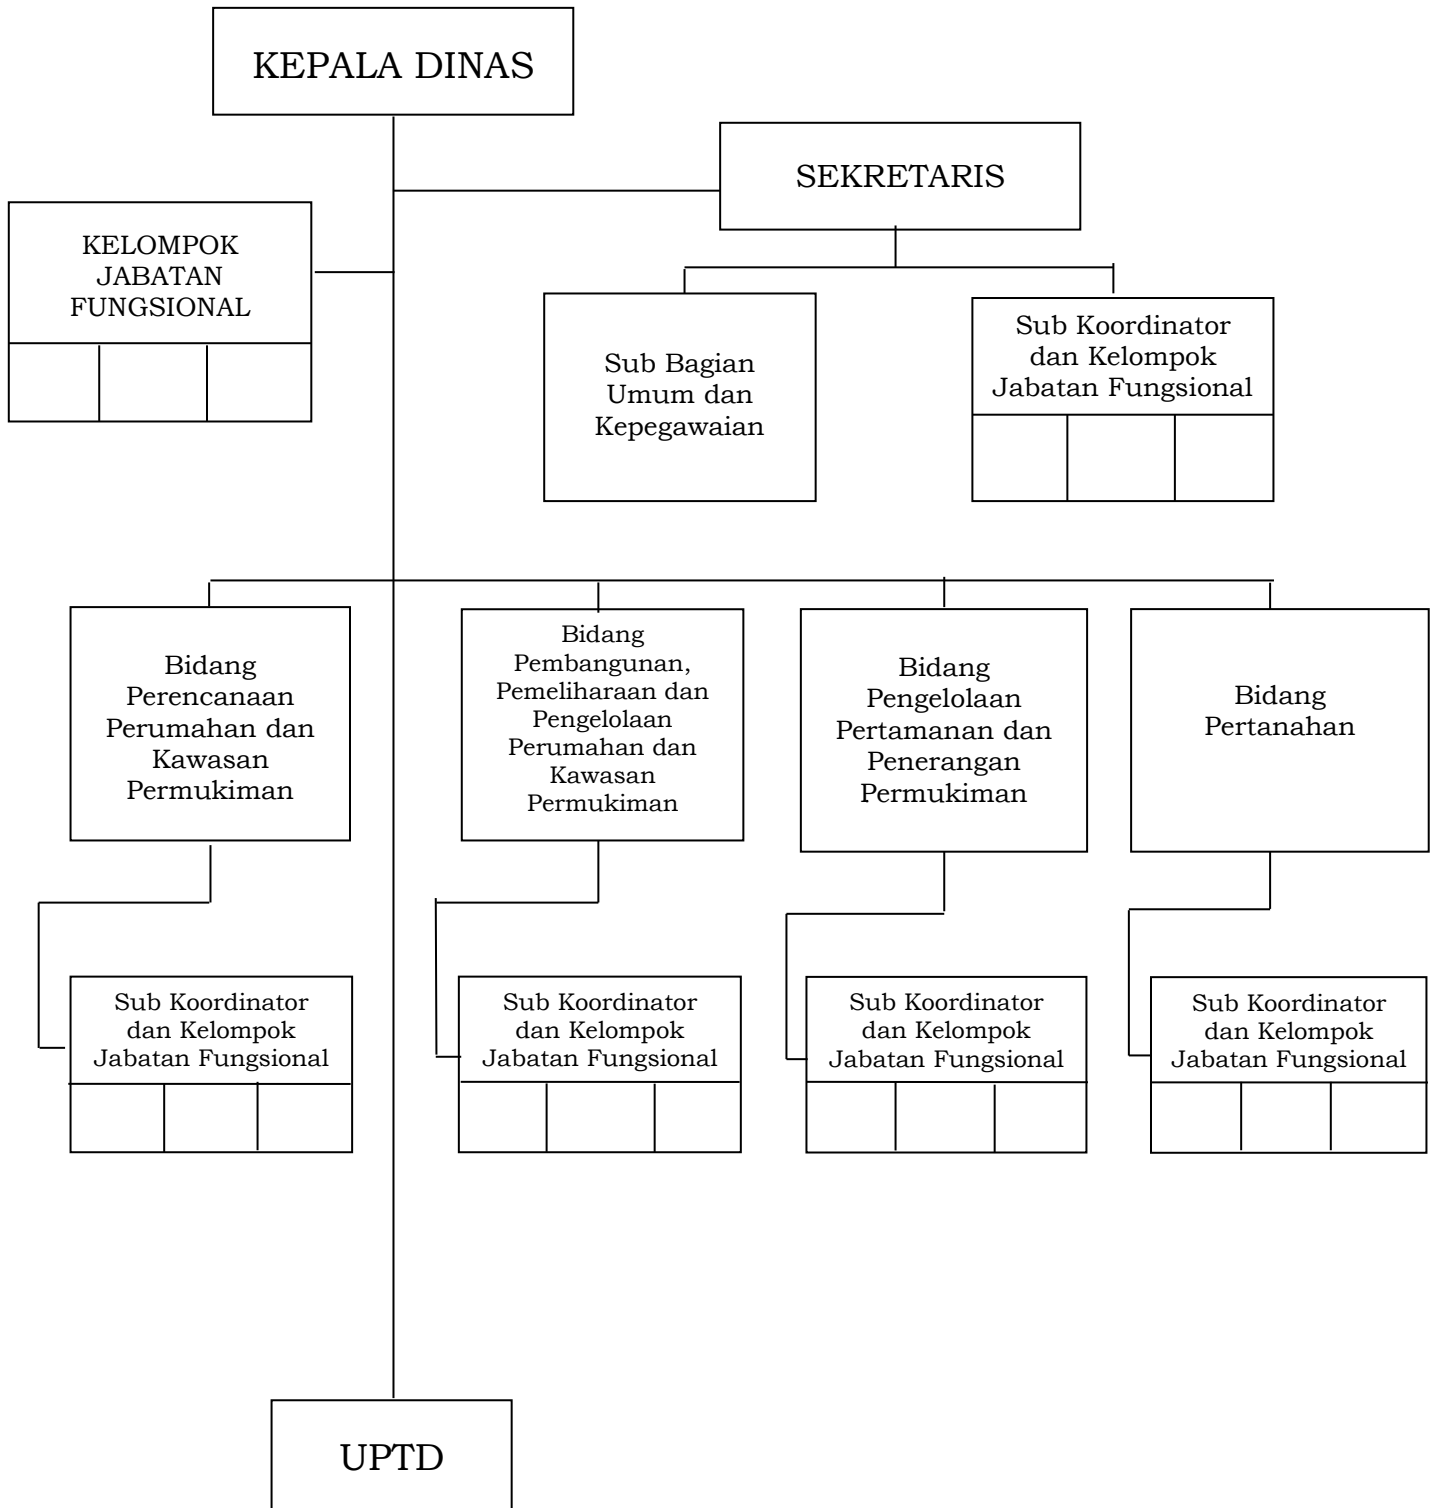 KEPALA DINAS
SEKRETARIS
KELOMPOK
JABATAN
FUNGSIONAL
Sub Bagian
Umum dan
Kepegawaian
Sub Koordinator
dan Kelompok
Jabatan Fungsional
Bidang
Perencanaan
Perumahan dan
Kawasan
Permukiman
Bidang
Pembangunan,
Pemeliharaan dan
Pengelolaan
Perumahan dan
Kawasan
Permukiman
Bidang
Pengelolaan
Pertamanan dan
Penerangan
Permukiman
Bidang
Pertanahan
Sub Koordinator
dan Kelompok
Jabatan Fungsional
Sub Koordinator
dan Kelompok
Jabatan Fungsional
Sub Koordinator
dan Kelompok
Jabatan Fungsional
Sub Koordinator
dan Kelompok
Jabatan Fungsional
UPTD